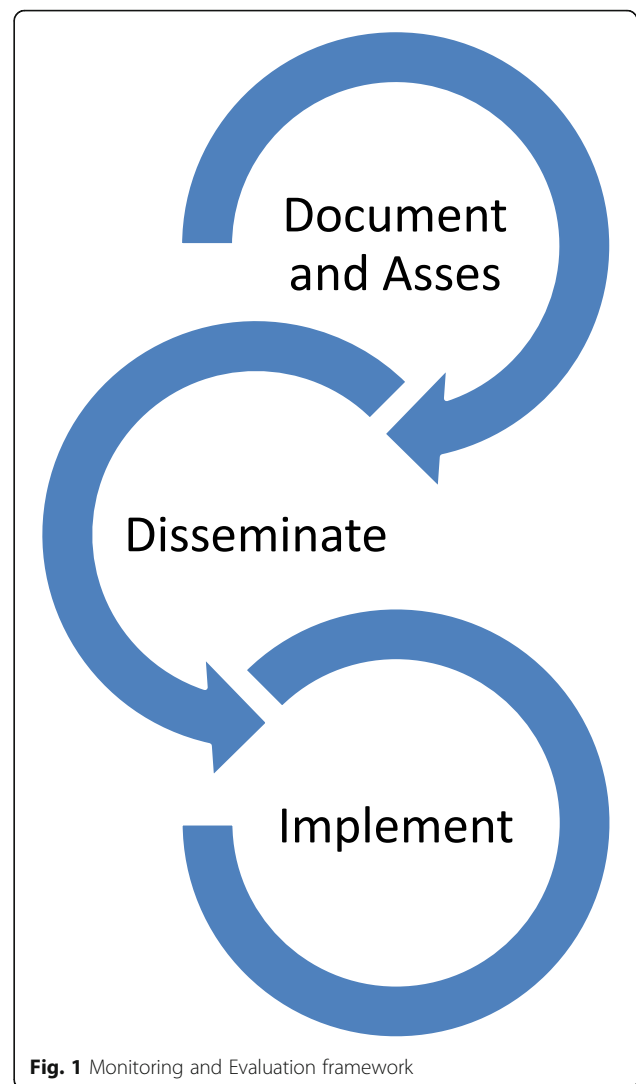 Document
and Asses
Disseminate
Implement
Fig. 1 Monitoring and Evaluation framework